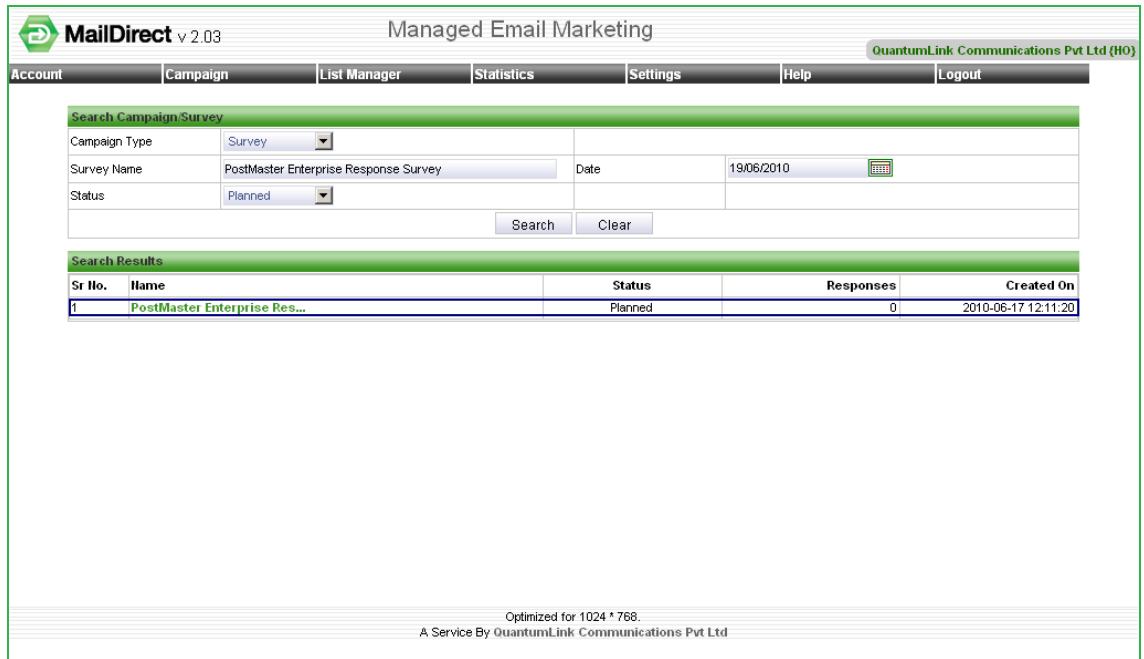 MailDirect v 2.03
Managed Email Marketing
QuantumLink Communications Pvt Ltd {HO}
Account Campaign List Manager Statistics Settings Help Logout
Search Campaign/Survey
Campaign Type Survey
Survey Name PostMaster Enterprise Response Survey Date 19/06/2010
Status Planned
Search Clear
Search Results
Sr No. Name Status Responses Created On
1 PostMaster Enterprise Res... Planned 0 2010-06-17 12:11:20
Optimized for 1024 * 768.
A Service By QuantumLink Communications Pvt Ltd